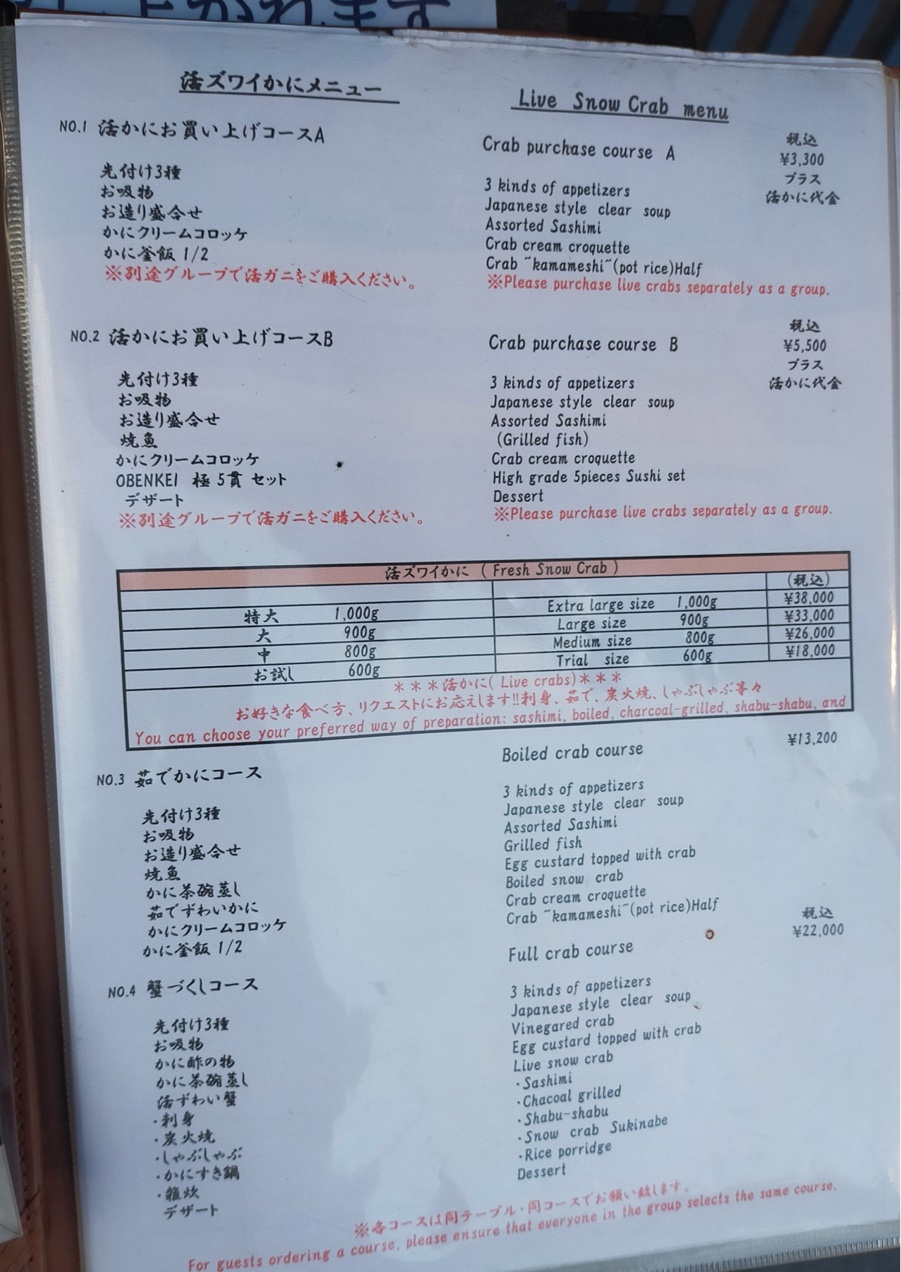 活ズワイかにメニュー
Live Snow Crab menu
NO.1 活かにお買い上げコースA
Crab purchase course A
税込
¥3,300
プラス
活かに代金
先付け3種
お吸物
お造り盛合せ
かにクリームコロッケ
かに釜飯 1/2
※別途グループで活ガニをご購入ください。
3 kinds of appetizers
Japanese style clear soup
Assorted Sashimi
Crab cream croquette
Crab "kamameshi"(pot rice)Half
※Please purchase live crabs separately as a group.
NO.2 活かにお買い上げコースB
Crab purchase course B
税込
¥5,500
プラス
活かに代金
先付け3種
お吸物
お造り盛合せ
焼魚
かにクリームコロッケ
OBENKEI 極 5貫 セット
デザート
※別途グループで活ガニをご購入ください。
3 kinds of appetizers
Japanese style clear soup
Assorted Sashimi
(Grilled fish)
Crab cream croquette
High grade 5pieces Sushi set
Dessert
※Please purchase live crabs separately as a group.
活ズワイかに (Fresh Snow Crab)
(税込)
特大 1,000g Extra large size 1,000g ¥38,000
大 900g Large size 900g ¥33,000
中 800g Medium size 800g ¥26,000
お試し 600g Trial size 600g ¥18,000
***活かに(Live crabs)***
お好きな食べ方、リクエストにお応えします!!刺身、茹で、炭火焼、しゃぶしゃぶ等々
You can choose your preferred way of preparation: sashimi, boiled, charcoal-grilled, shabu-shabu, and
NO.3 茹でかにコース
Boiled crab course
¥13,200
先付け3種
お吸物
お造り盛合せ
焼魚
かに茶碗蒸し
茹でずわいかに
かにクリームコロッケ
かに釜飯 1/2
3 kinds of appetizers
Japanese style clear soup
Assorted Sashimi
Grilled fish
Egg custard topped with crab
Boiled snow crab
Crab cream croquette
Crab "kamameshi"(pot rice)Half
NO.4 蟹づくしコース
Full crab course
税込
¥22,000
先付け3種
お吸物
かに酢の物
かに茶碗蒸し
活ずわい蟹
・刺身
・炭火焼
・しゃぶしゃぶ
・かにすき鍋
・雑炊
デザート
3 kinds of appetizers
Japanese style clear soup
Vinegared crab
Egg custard topped with crab
Live snow crab
・Sashimi
・Chacoal grilled
・Shabu-shabu
・Snow crab Sukinabe
・Rice porridge
Dessert
※各コースは同テーブル・同コースでお願い致します。
For guests ordering a course, please ensure that everyone in the group selects the same course.